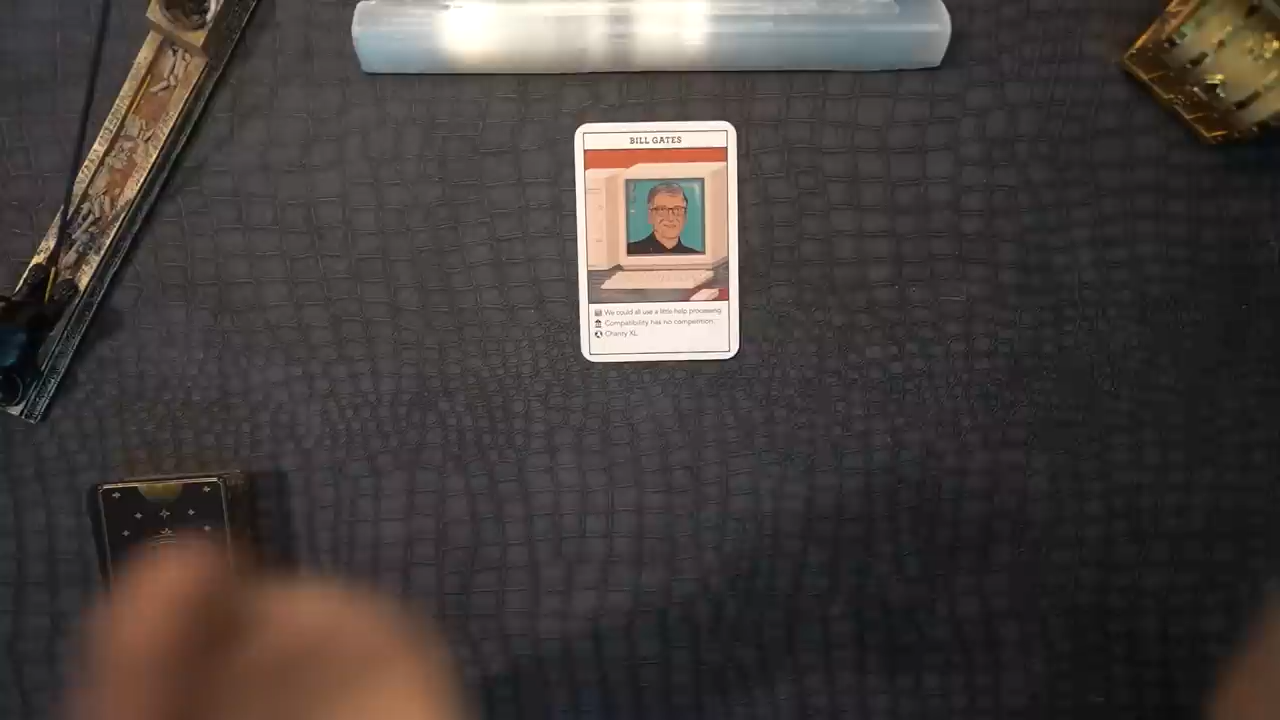 BILL GATES
We could all use a little help processing.
Compatibility has no competition.
Charity XL